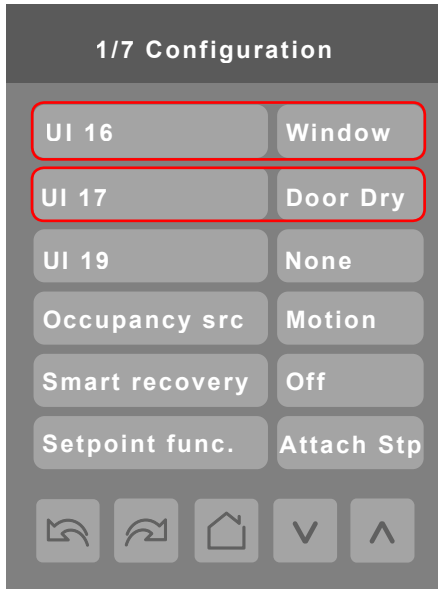 1/7 Configuration
UI 16 Window
UI 17 Door Dry
UI 19 None
Occupancy src Motion
Smart recovery Off
Setpoint func. Attach Stp